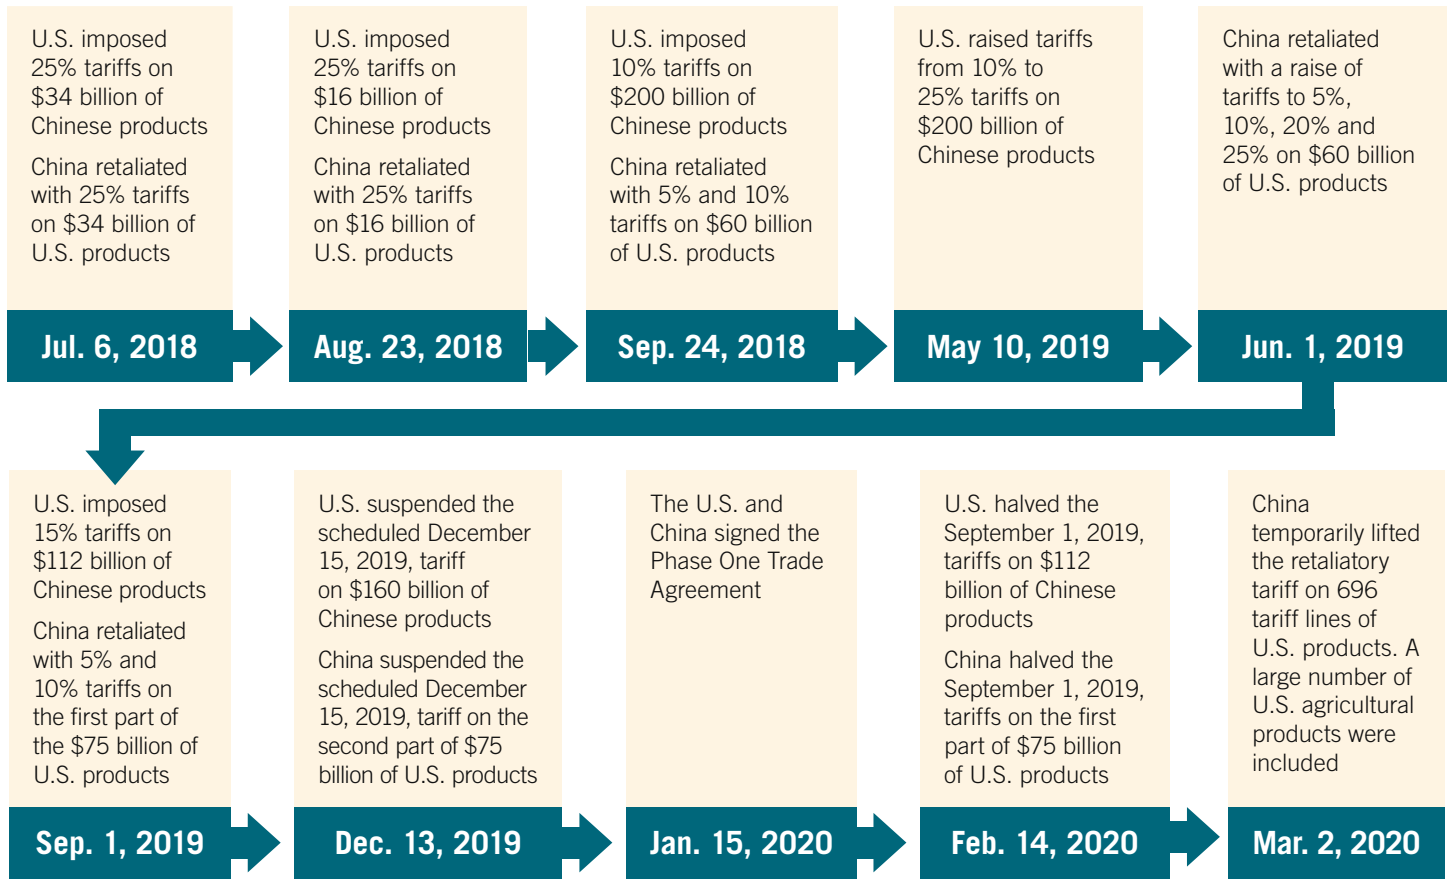 U.S. imposed
25% tariffs on
$34 billion of
Chinese products
China retaliated
with 25% tariffs
on $34 billion of
U.S. products
Jul. 6, 2018
U.S. imposed
25% tariffs on
$16 billion of
Chinese products
China retaliated
with 25% tariffs
on $16 billion of
U.S. products
Aug. 23, 2018
U.S. imposed
10% tariffs on
$200 billion of
Chinese products
China retaliated
with 5% and 10%
tariffs on $60 billion
of U.S. products
Sep. 24, 2018
U.S. raised tariffs
from 10% to
25% tariffs on
$200 billion of
Chinese products
May 10, 2019
China retaliated
with a raise of
tariffs to 5%,
10%, 20% and
25% on $60 billion
of U.S. products
Jun. 1, 2019
U.S. imposed
15% tariffs on
$112 billion of
Chinese products
China retaliated
with 5% and
10% tariffs on
the first part of
the $75 billion of
U.S. products
Sep. 1, 2019
U.S. suspended the
scheduled December
15, 2019, tariff
on $160 billion of
Chinese products
China suspended the
scheduled December
15, 2019, tariff on the
second part of $75
billion of U.S. products
Dec. 13, 2019
The U.S. and
China signed the
Phase One Trade
Agreement
Jan. 15, 2020
U.S. halved the
September 1, 2019,
tariffs on $112
billion of Chinese
products
China halved the
September 1, 2019,
tariffs on the first
part of $75 billion
of U.S. products
Feb. 14, 2020
China
temporarily lifted
the retaliatory
tariff on 696
tariff lines of
U.S. products. A
large number of
U.S. agricultural
products were
included
Mar. 2, 2020